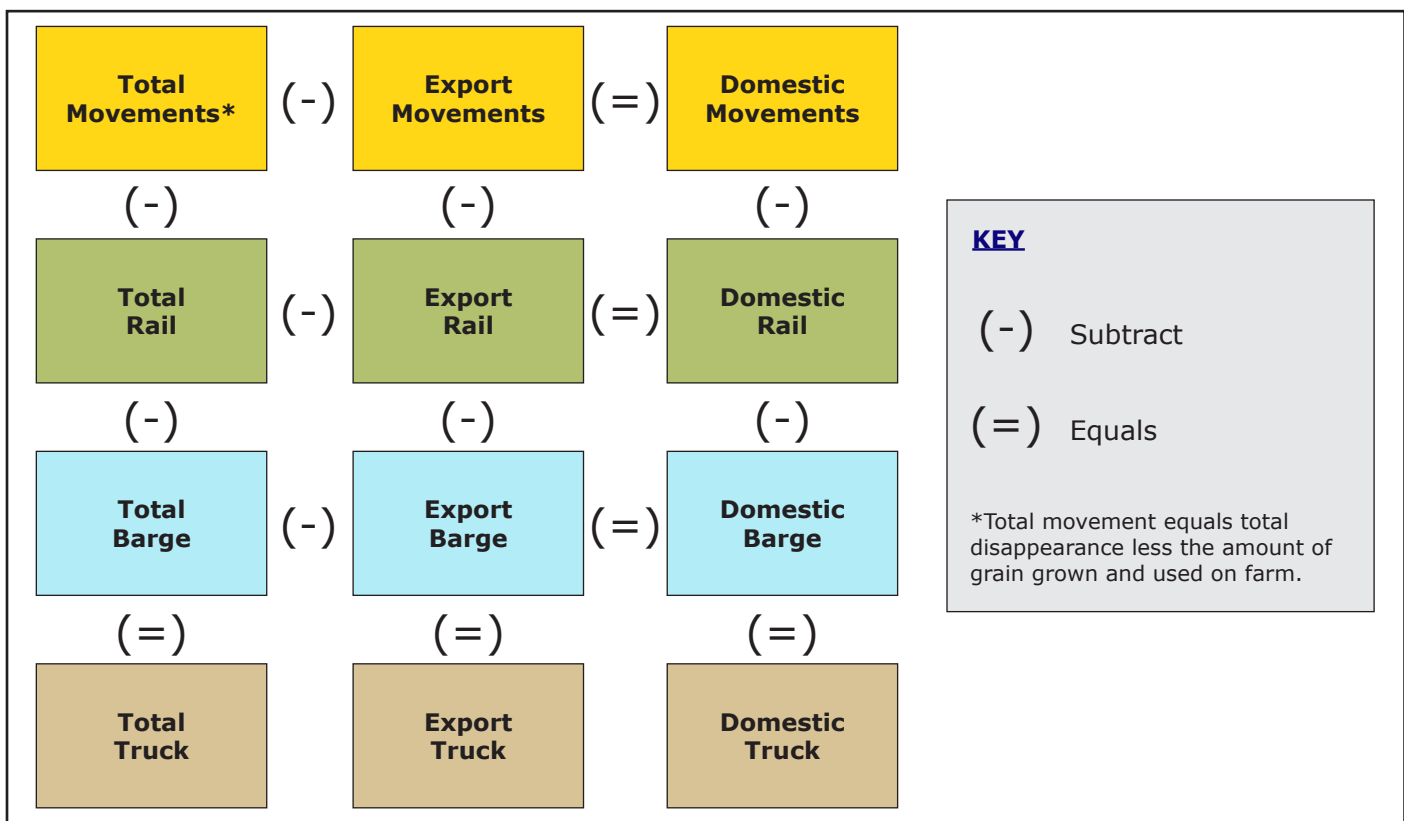 Total
Movements*
(-)
Export
Movements
(=)
Domestic
Movements
(-)
(-)
(-)
Total
Rail
(-)
Export
Rail
(=)
Domestic
Rail
(-)
(-)
(-)
Total
Barge
(-)
Export
Barge
(=)
Domestic
Barge
(=)
(=)
(=)
Total
Truck
Export
Truck
Domestic
Truck
KEY
(-) Subtract
(=) Equals
*Total movement equals total
disappearance less the amount of
grain grown and used on farm.